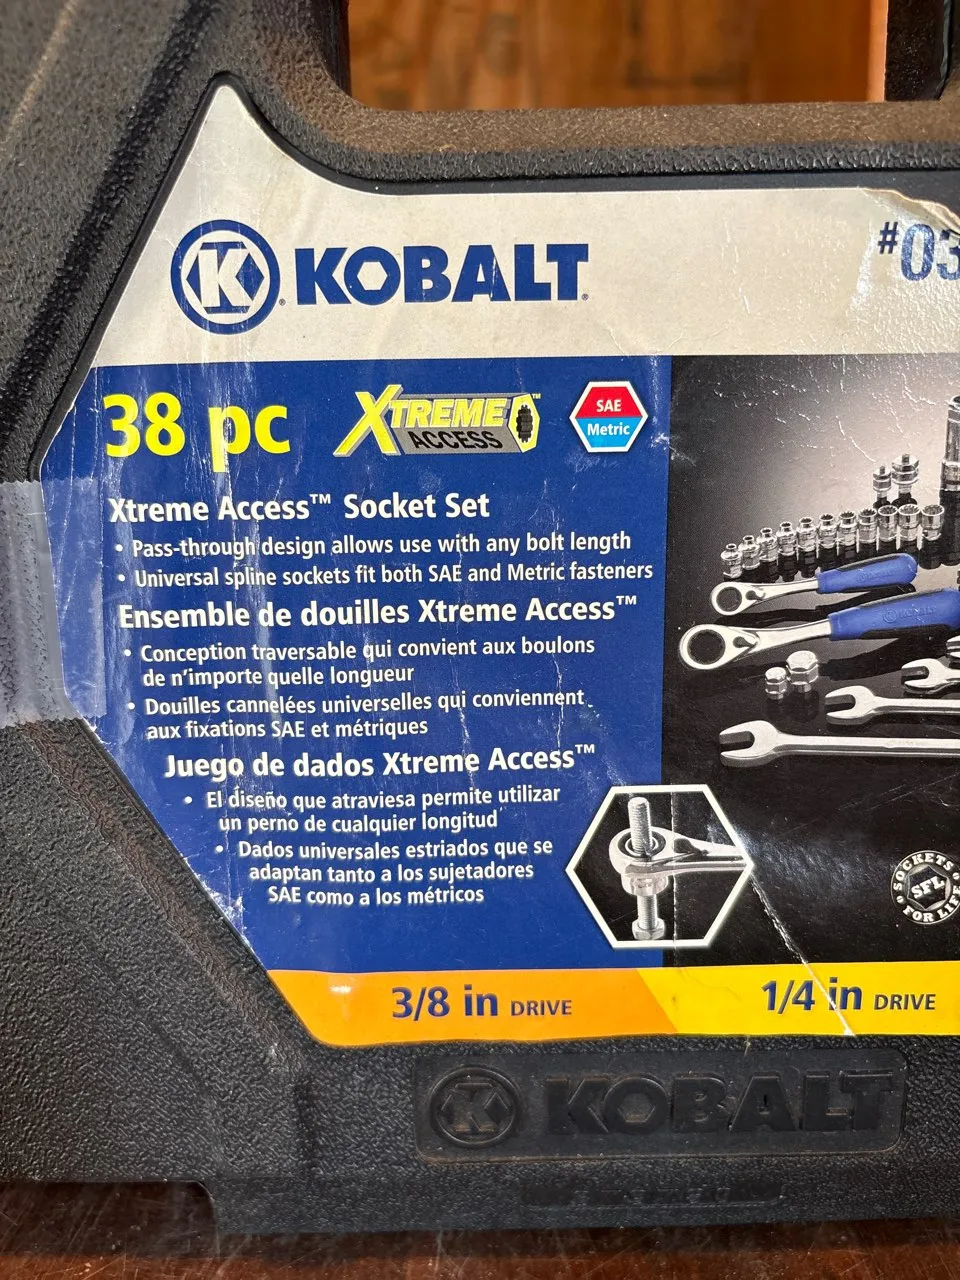 K KOBALT
#03
38 pc
XTREME ACCESS™
SAE
Metric
Xtreme Access™ Socket Set
• Pass-through design allows use with any bolt length
• Universal spline sockets fit both SAE and Metric fasteners
Ensemble de douilles Xtreme Access™
• Conception traversable qui convient aux boulons
de n'importe quelle longueur
• Douilles cannelées universelles qui conviennent
aux fixations SAE et métriques
Juego de dados Xtreme Access™
• El diseño que atraviesa permite utilizar
un perno de cualquier longitud
• Dados universales estriados que se
adaptan tanto a los sujetadores
SAE como a los métricos
SOCKETS
SFL
FOR LIFE
3/8 in DRIVE
1/4 in DRIVE
K KOBALT